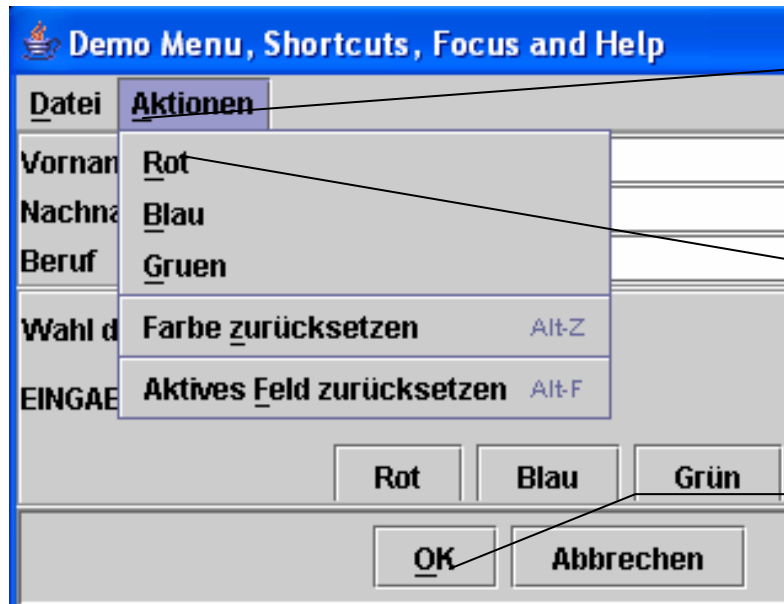 Demo Menu, Shortcuts, Focus and Help
Datei Aktionen
Vornan
Rot
Nachna
Blau
Beruf
Gruen
Wahl d
Farbe zurücksetzen Alt-Z
EINGAE
Aktives Feld zurücksetzen Alt-F
Rot Blau Grün
OK Abbrechen